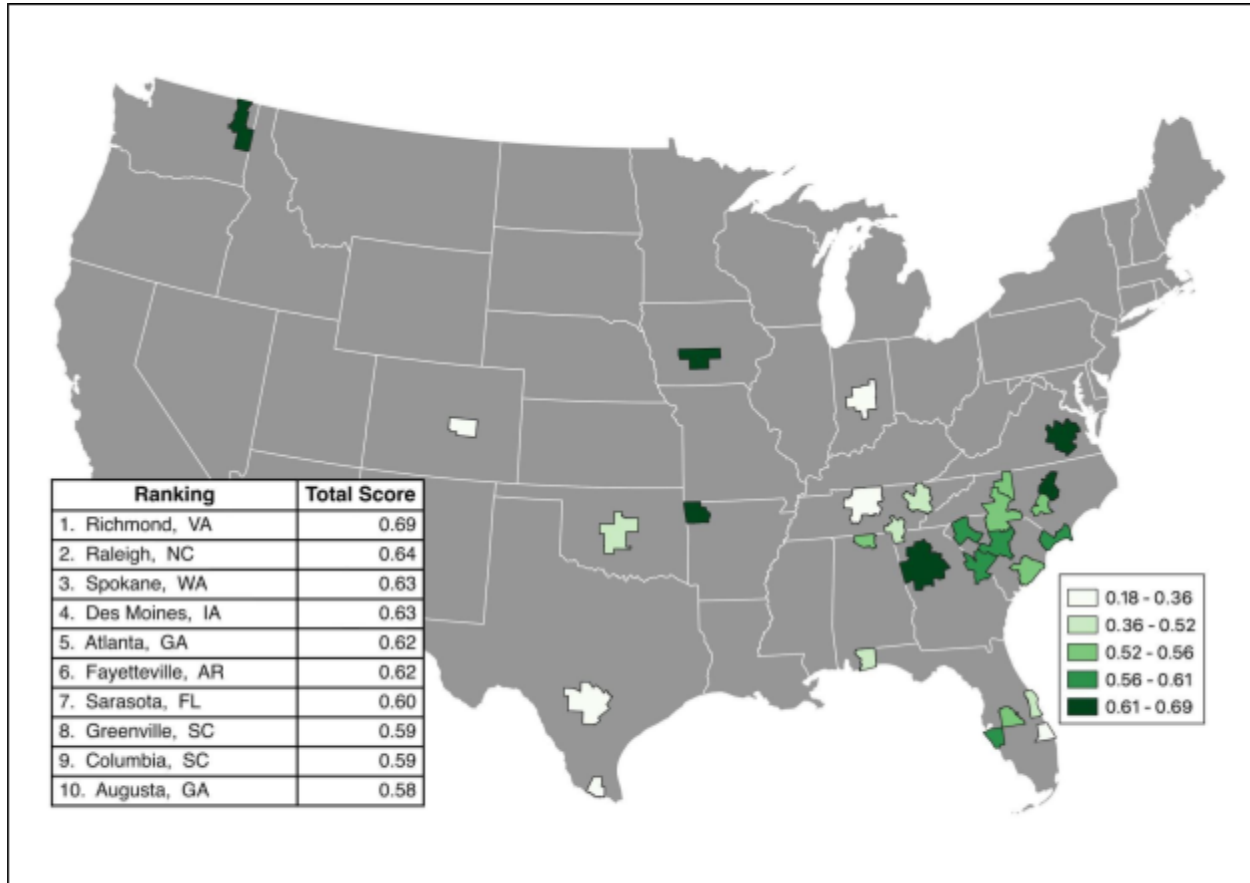 Ranking Total Score
1. Richmond, VA 0.69
2. Raleigh, NC 0.64
3. Spokane, WA 0.63
4. Des Moines, IA 0.63
5. Atlanta, GA 0.62
6. Fayetteville, AR 0.62
7. Sarasota, FL 0.60
8. Greenville, SC 0.59
9. Columbia, SC 0.59
10. Augusta, GA 0.58
0.18 - 0.36
0.36 - 0.52
0.52 - 0.56
0.56 - 0.61
0.61 - 0.69